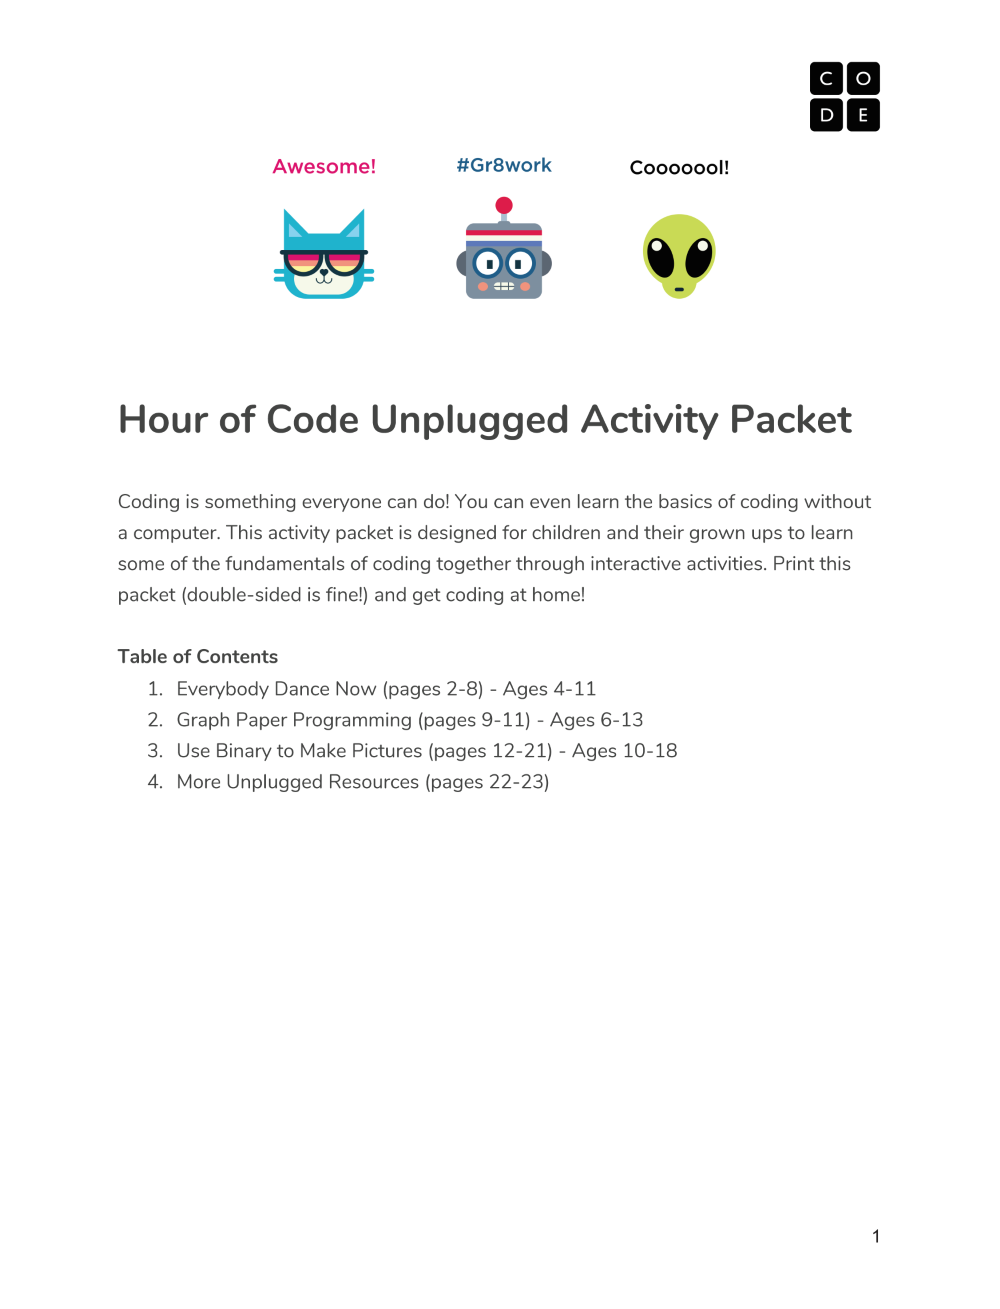 C O
D E
Awesome! #Gr8work Cooooool!
Hour of Code Unplugged Activity Packet
Coding is something everyone can do! You can even learn the basics of coding without
a computer. This activity packet is designed for children and their grown ups to learn
some of the fundamentals of coding together through interactive activities. Print this
packet (double-sided is fine!) and get coding at home!
Table of Contents
1. Everybody Dance Now (pages 2-8) - Ages 4-11
2. Graph Paper Programming (pages 9-11) - Ages 6-13
3. Use Binary to Make Pictures (pages 12-21) - Ages 10-18
4. More Unplugged Resources (pages 22-23)
1